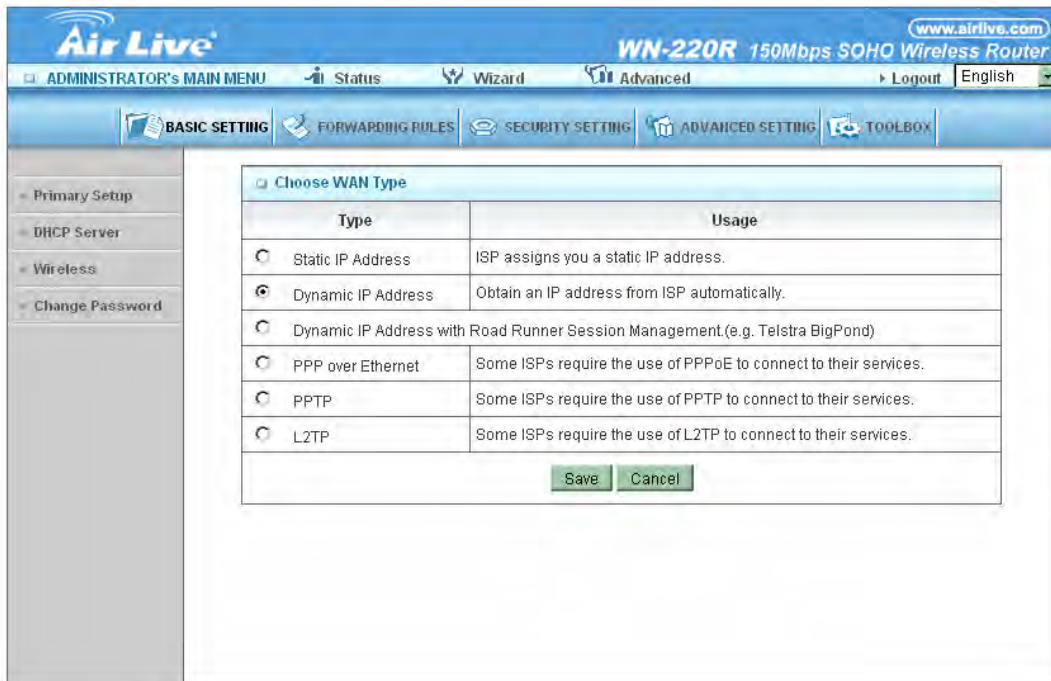 Air Live
www.airlive.com
WN-220R 150Mbps SOHO Wireless Router
ADMINISTRATOR's MAIN MENU Status Wizard Advanced Logout English
BASIC SETTING FORWARDING RULES SECURITY SETTING ADVANCED SETTING TOOLBOX
Primary Setup
DHCP Server
Wireless
Change Password
Choose WAN Type
Type Usage
Static IP Address ISP assigns you a static IP address.
Dynamic IP Address Obtain an IP address from ISP automatically.
Dynamic IP Address with Road Runner Session Management.(e.g. Telstra BigPond)
PPP over Ethernet Some ISPs require the use of PPPoE to connect to their services.
PPTP Some ISPs require the use of PPTP to connect to their services.
L2TP Some ISPs require the use of L2TP to connect to their services.
Save Cancel